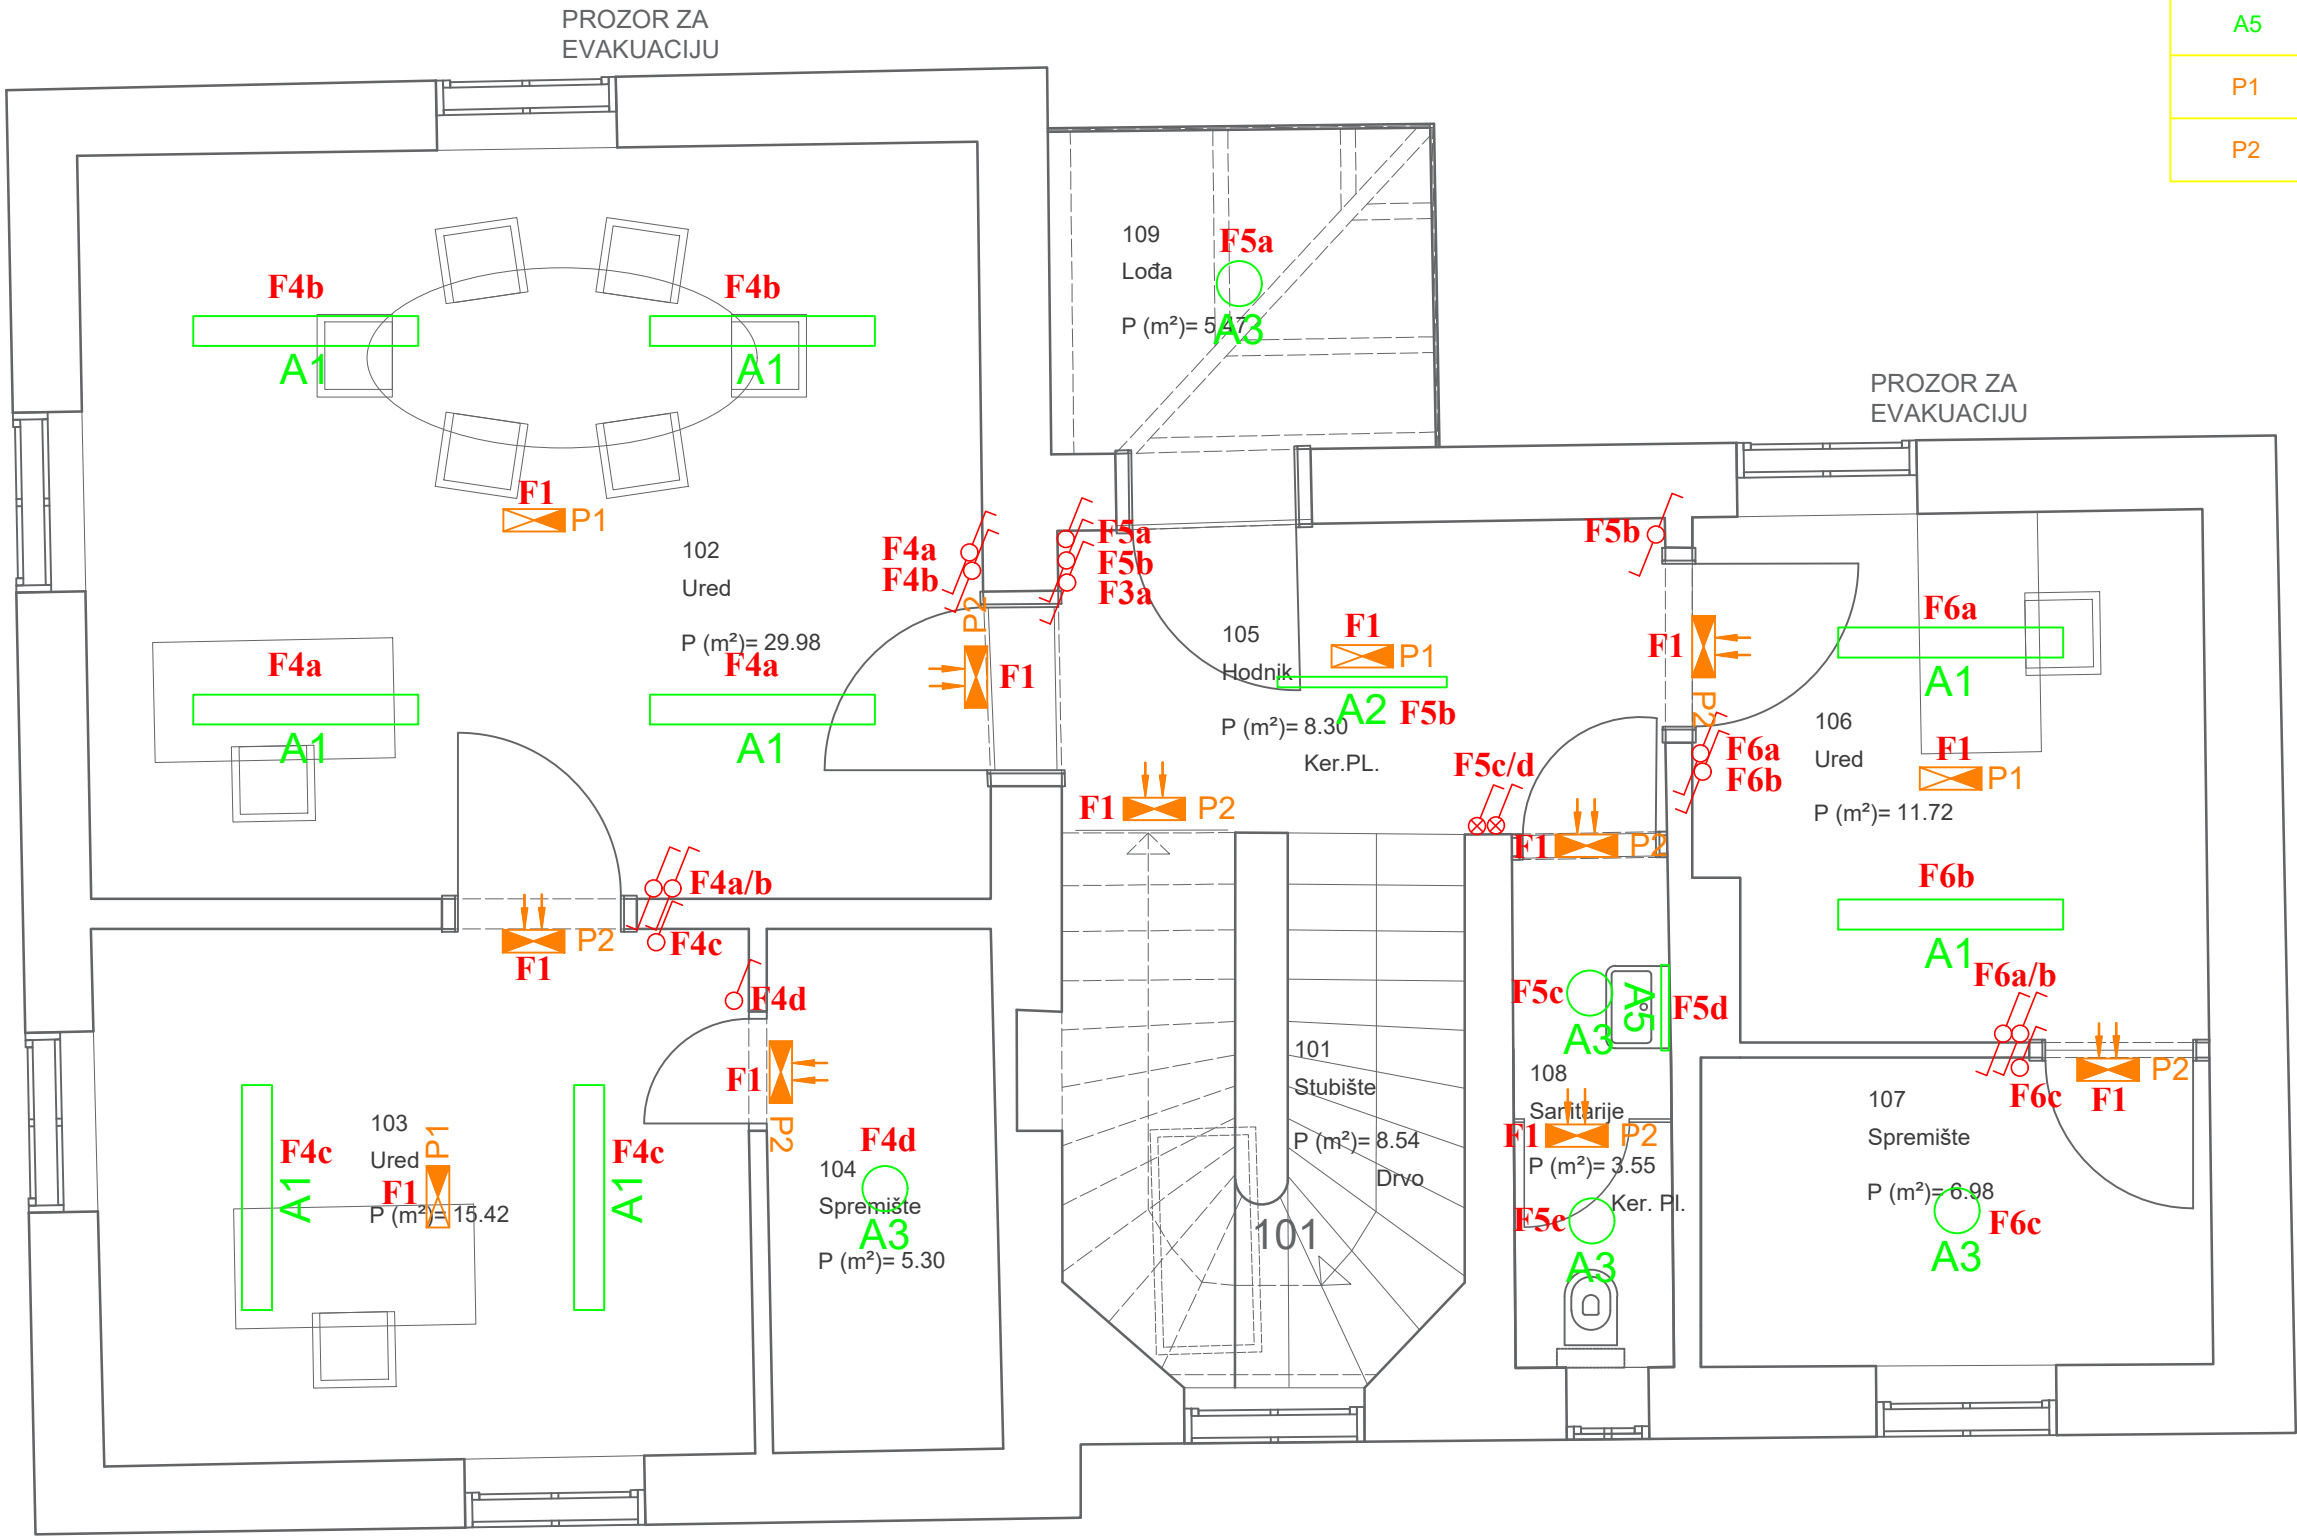 PROZOR ZA
EVAKUACIJU
A5
P1
P2
109
Lođa
P (m²)= 5.47
F5a
A3
F4b
A1
F4b
A1
PROZOR ZA
EVAKUACIJU
F1
P1
102
Ured
P (m²)= 29.98
F4a
F4b
F5a
F5b
F3a
F5b
P2
F1
F4a
A1
F4a
A1
105
Hodnik
P (m²)= 8.30
Ker.PL.
F1
P1
A2
F5b
F1
P2
F6a
A1
106
Ured
P (m²)= 11.72
F6a
F6b
F1
P1
F1
P2
F5c/d
F1
P2
F4a/b
F4c
P2
F1
F4d
F6b
A1
F6a/b
F6c
P2
F1
F5c
A3
A5
F5d
101
Stubište
P (m²)= 8.54
Drvo
101
108
Sanitarije
P (m²)= 3.55
Ker. Pl.
F1
P2
F5c
A3
107
Spremište
P (m²)= 6.98
F6c
A3
F1
P2
103
Ured
P (m²)= 15.42
P1
F1
F4c
A1
F4c
A1
F4d
104
Spremište
P (m²)= 5.30
A3